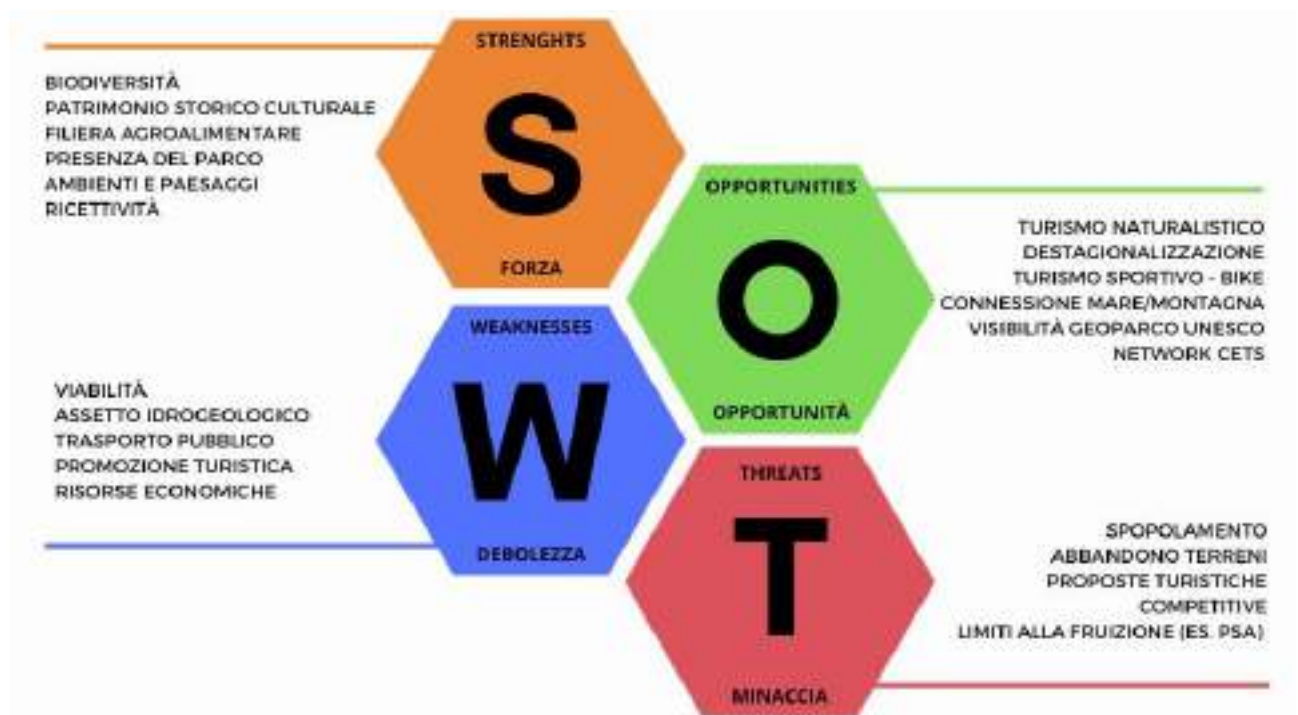 STRENGHTS
S
FORZA
BIODIVERSITÀ
PATRIMONIO STORICO CULTURALE
FILIERA AGROALIMENTARE
PRESENZA DEL PARCO
AMBIENTI E PAESAGGI
RICETTIVITÀ
WEAKNESSES
W
DEBOLEZZA
VIABILITÀ
ASSETTO IDROGEOLOGICO
TRASPORTO PUBBLICO
PROMOZIONE TURISTICA
RISORSE ECONOMICHE
OPPORTUNITIES
O
OPPORTUNITÀ
TURISMO NATURALISTICO
DESTAGIONALIZZAZIONE
TURISMO SPORTIVO - BIKE
CONNESSIONE MARE/MONTAGNA
VISIBILITÀ GEOPARCO UNESCO
NETWORK CETS
THREATS
T
MINACCIA
SPOPOLAMENTO
ABBANDONO TERRENI
PROPOSTE TURISTICHE
COMPETITIVE
LIMITI ALLA FRUIZIONE (ES. PSA)